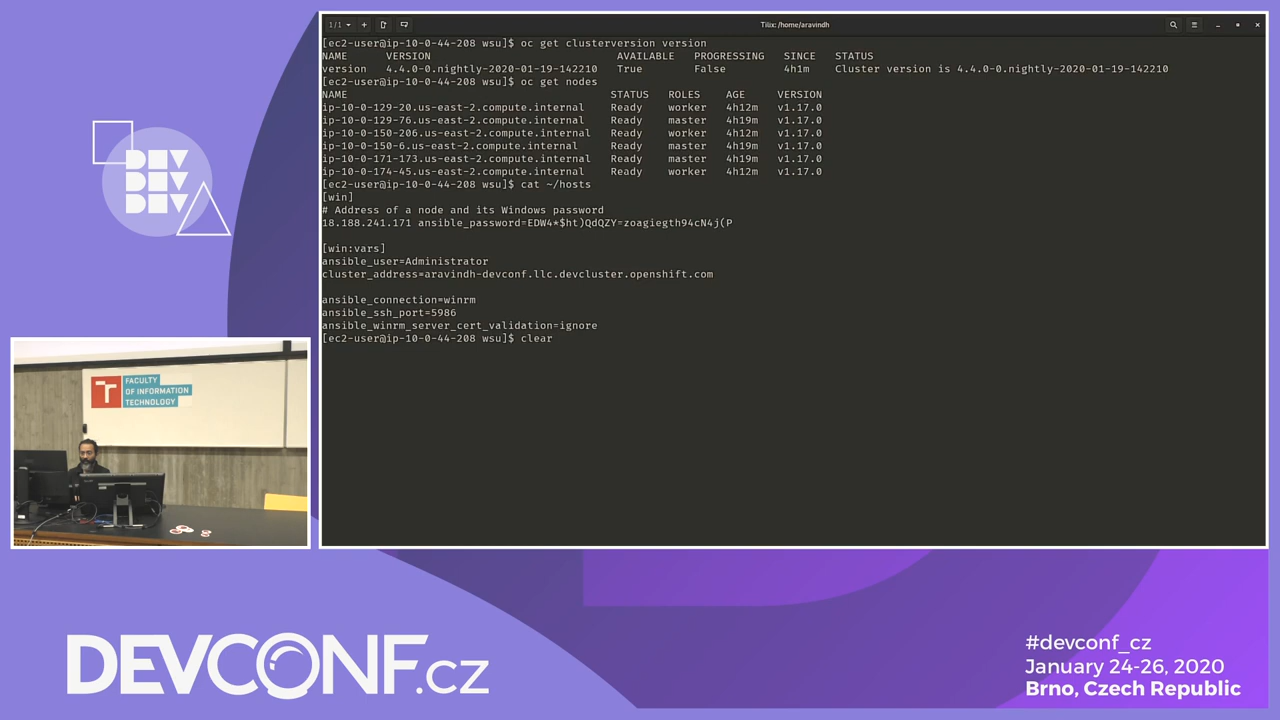 1/1
Tilix: /home/aravindh
[ec2-user@ip-10-0-44-208 wsu]$ oc get clusterversion version
NAME VERSION AVAILABLE PROGRESSING SINCE STATUS
version 4.4.0-0.nightly-2020-01-19-142210 True False 4h1m Cluster version is 4.4.0-0.nightly-2020-01-19-142210
[ec2-user@ip-10-0-44-208 wsu]$ oc get nodes
NAME STATUS ROLES AGE VERSION
ip-10-0-129-20.us-east-2.compute.internal Ready worker 4h12m v1.17.0
ip-10-0-129-76.us-east-2.compute.internal Ready master 4h19m v1.17.0
ip-10-0-150-206.us-east-2.compute.internal Ready worker 4h12m v1.17.0
ip-10-0-150-6.us-east-2.compute.internal Ready master 4h19m v1.17.0
ip-10-0-171-173.us-east-2.compute.internal Ready master 4h19m v1.17.0
ip-10-0-174-45.us-east-2.compute.internal Ready worker 4h12m v1.17.0
[ec2-user@ip-10-0-44-208 wsu]$ cat ~/hosts
[win]
# Address of a node and its Windows password
18.188.241.171 ansible_password=EDW4*$ht)QdQZY=zoagiegth94cN4j(P
[win:vars]
ansible_user=Administrator
cluster_address=aravindh-devconf.llc.devcluster.openshift.com
ansible_connection=winrm
ansible_ssh_port=5986
ansible_winrm_server_cert_validation=ignore
[ec2-user@ip-10-0-44-208 wsu]$ clear
DEV
DEV
DEV
FACULTY
OF INFORMATION
TECHNOLOGY
DEVCONF.cz
#devconf_cz
January 24-26, 2020
Brno, Czech Republic